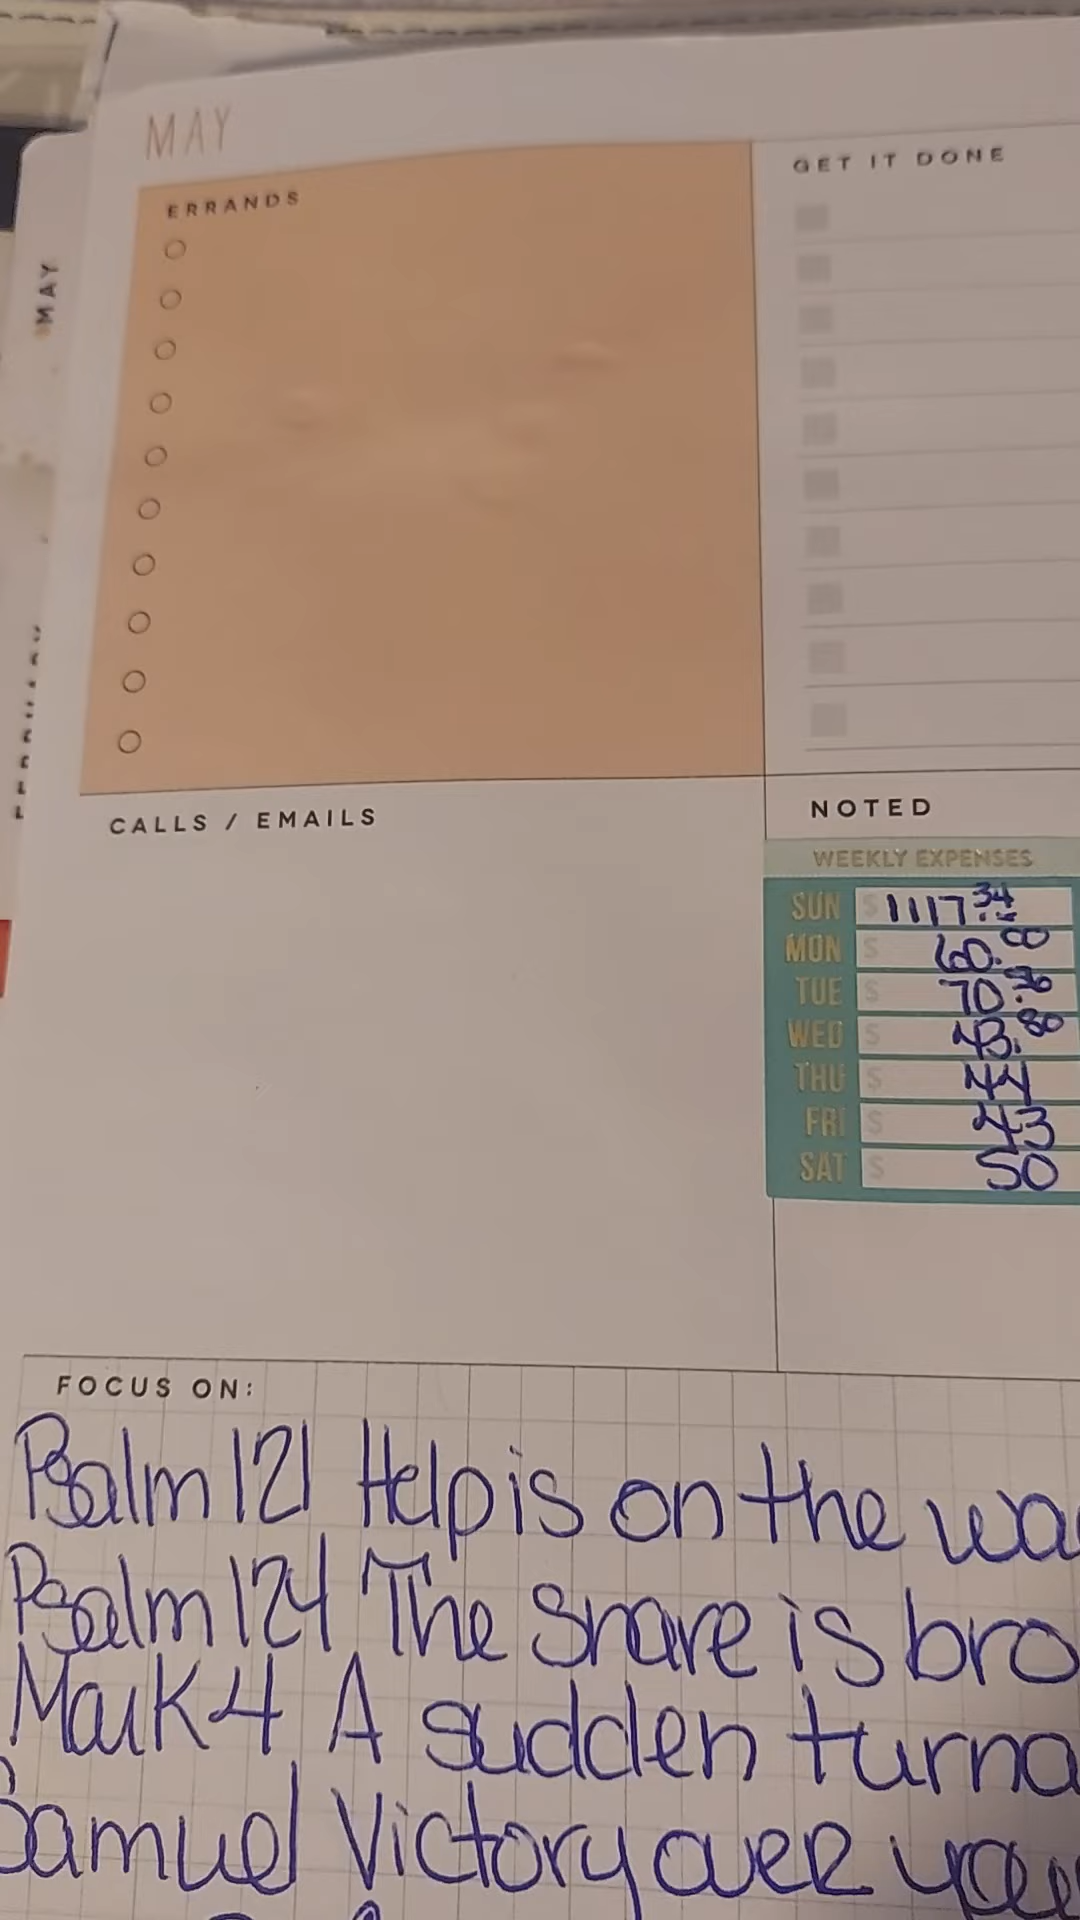 MAY
MAY
ERRANDS
GET IT DONE
CALLS / EMAILS
NOTED
WEEKLY EXPENSES
SUN $ 1117.34
MON $ 60.00
TUE $ 70.
WED $ 43.80
THU $ 44
FRI $ 43
SAT $ 50
FOCUS ON:
Psalm 121 Help is on the wa
Psalm 124 The Snare is bro
Mark 4 A sudden turna
Samuel Victory over you